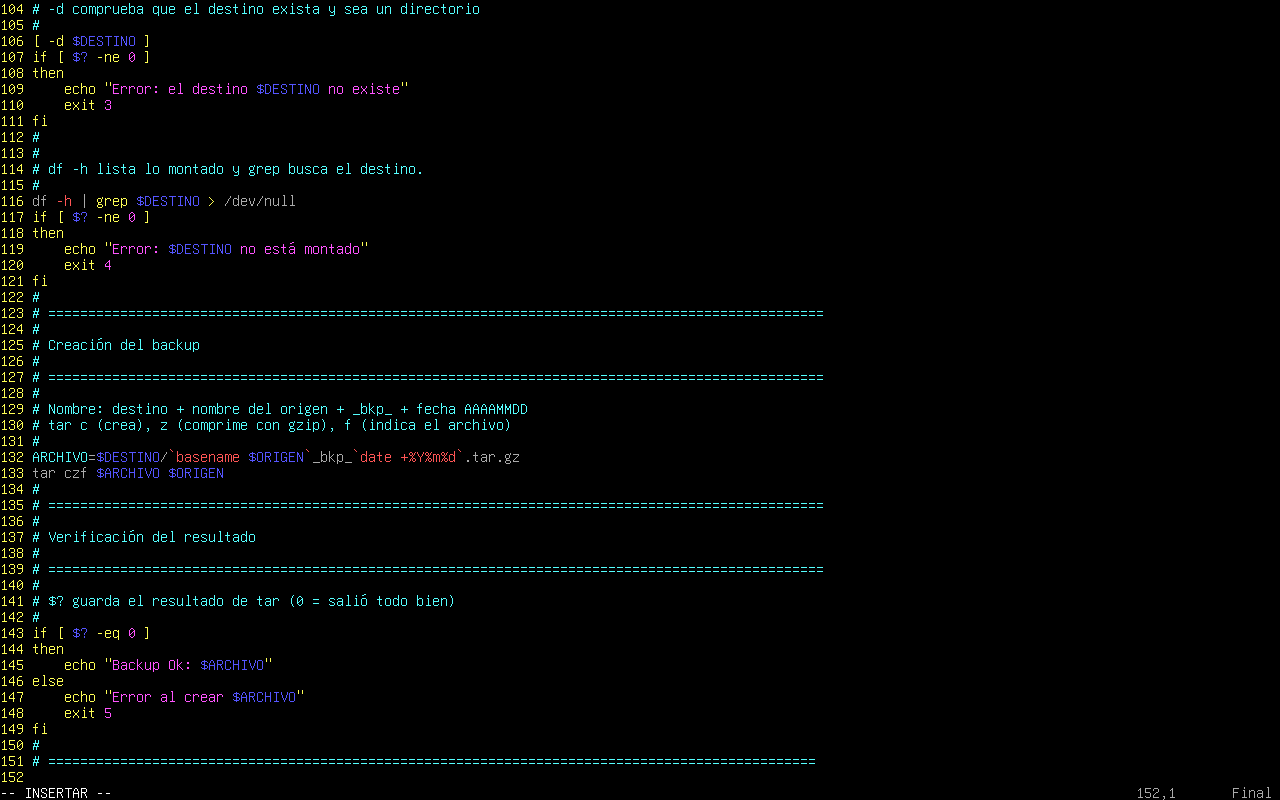 104 # -d comprueba que el destino exista y sea un directorio
105 #
106 [ -d $DESTINO ]
107 if [ $? -ne 0 ]
108 then
109     echo "Error: el destino $DESTINO no existe"
110     exit 3
111 fi
112 #
113 #
114 # df -h lista lo montado y grep busca el destino.
115 #
116 df -h | grep $DESTINO > /dev/null
117 if [ $? -ne 0 ]
118 then
119     echo "Error: $DESTINO no está montado"
120     exit 4
121 fi
122 #
123 # =================================================================================================
124 #
125 # Creación del backup
126 #
127 # =================================================================================================
128 #
129 # Nombre: destino + nombre del origen + _bkp_ + fecha AAAAMMDD
130 # tar c (crea), z (comprime con gzip), f (indica el archivo)
131 #
132 ARCHIVO=$DESTINO/`basename $ORIGEN`_bkp_`date +%Y%m%d`.tar.gz
133 tar czf $ARCHIVO $ORIGEN
134 #
135 # =================================================================================================
136 #
137 # Verificación del resultado
138 #
139 # =================================================================================================
140 #
141 # $? guarda el resultado de tar (0 = salió todo bien)
142 #
143 if [ $? -eq 0 ]
144 then
145     echo "Backup Ok: $ARCHIVO"
146 else
147     echo "Error al crear $ARCHIVO"
148     exit 5
149 fi
150 #
151 # ================================================================================================
152
-- INSERTAR -- 152,1 Final